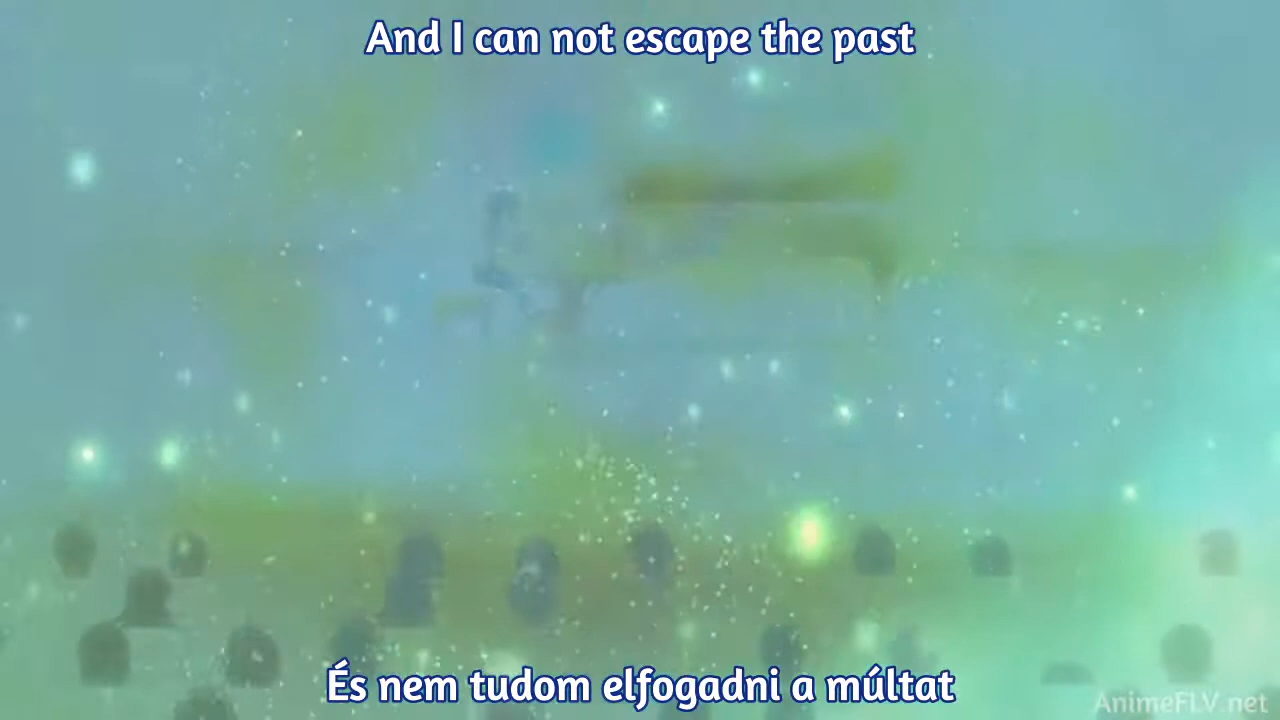 And I can not escape the past
És nem tudom elfogadni a múltat
AnimeFLV.net